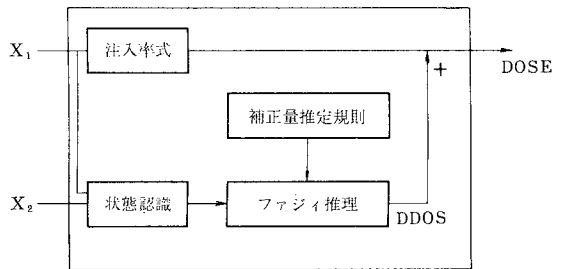 X₁
注入率式
DOSE
+
補正量推定規則
X₂
状態認識
ファジィ推理
DDOS